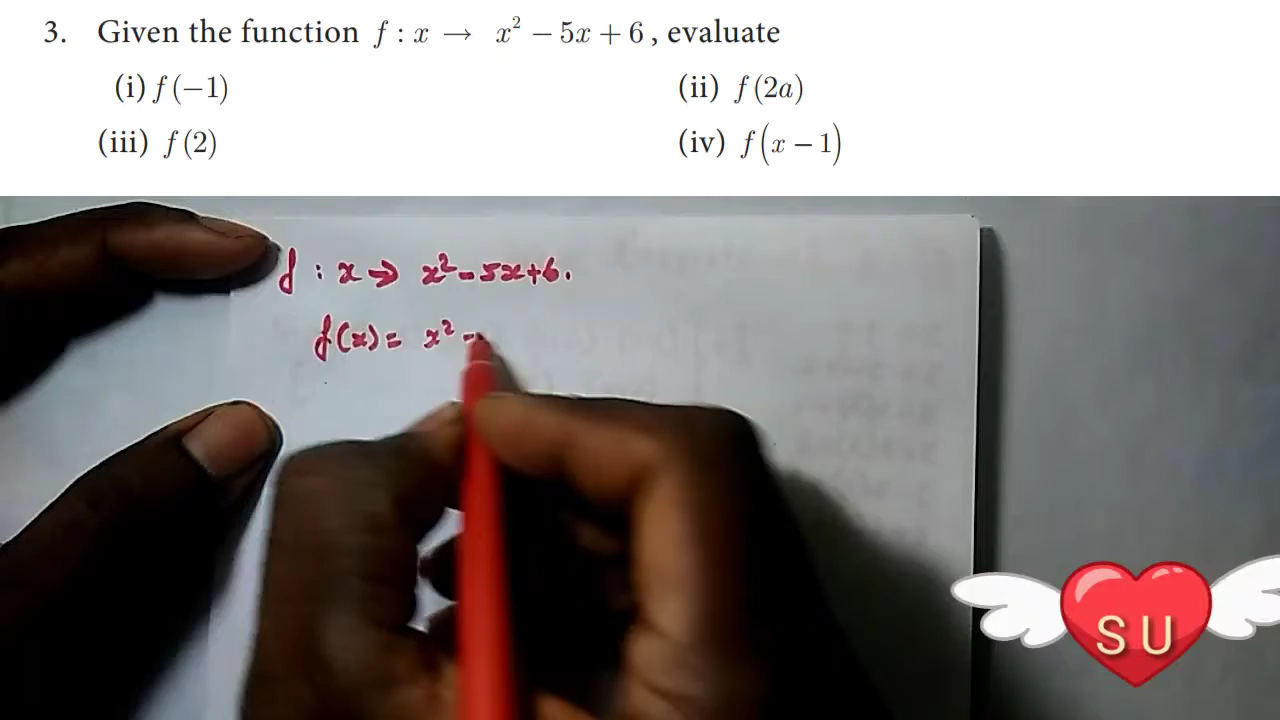 3. Given the function f : x → x² − 5x + 6, evaluate
(i) f(−1) (ii) f(2a)
(iii) f(2) (iv) f(x − 1)
f : x → x² - 5x + 6.
f(x) = x² -
SU